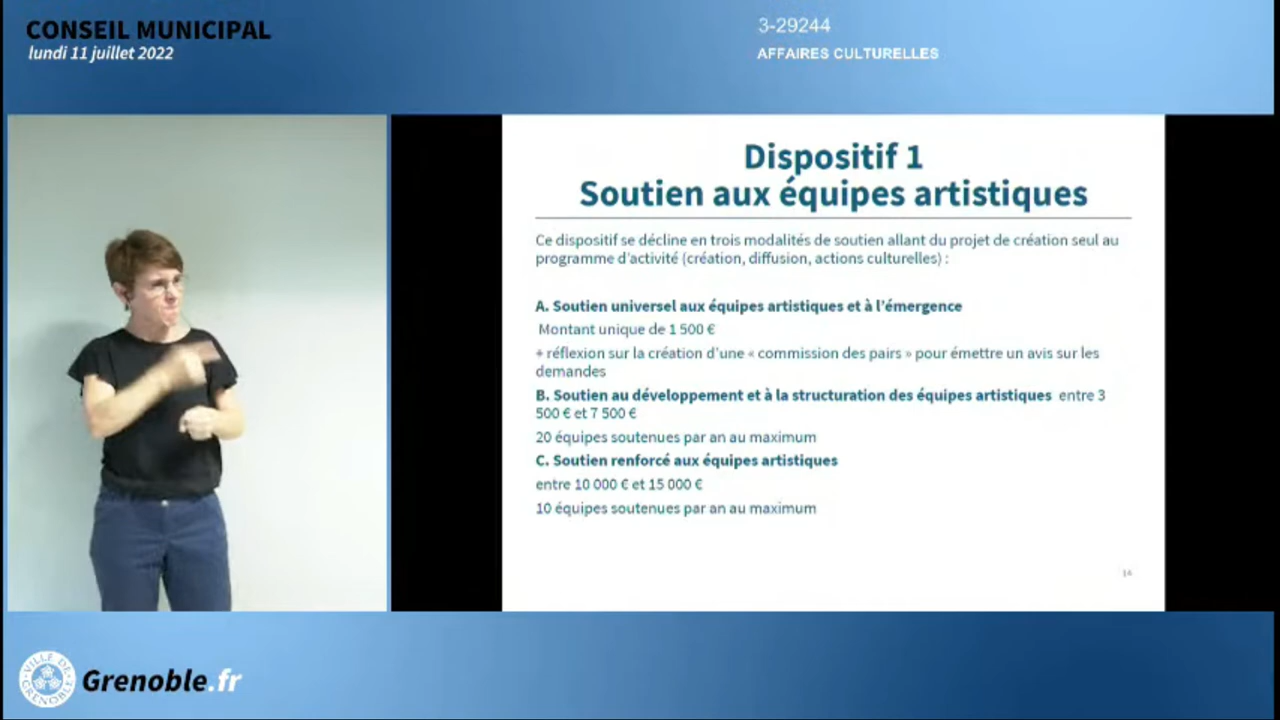 CONSEIL MUNICIPAL
lundi 11 juillet 2022
3-29244
AFFAIRES CULTURELLES
Dispositif 1
Soutien aux équipes artistiques
Ce dispositif se décline en trois modalités de soutien allant du projet de création seul au
programme d'activité (création, diffusion, actions culturelles) :
A. Soutien universel aux équipes artistiques et à l'émergence
Montant unique de 1 500 €
+ réflexion sur la création d'une « commission des pairs » pour émettre un avis sur les
demandes
B. Soutien au développement et à la structuration des équipes artistiques entre 3
500 € et 7 500 €
20 équipes soutenues par an au maximum
C. Soutien renforcé aux équipes artistiques
entre 10 000 € et 15 000 €
10 équipes soutenues par an au maximum
14
VILLE DE
GRENOBLE
Grenoble.fr